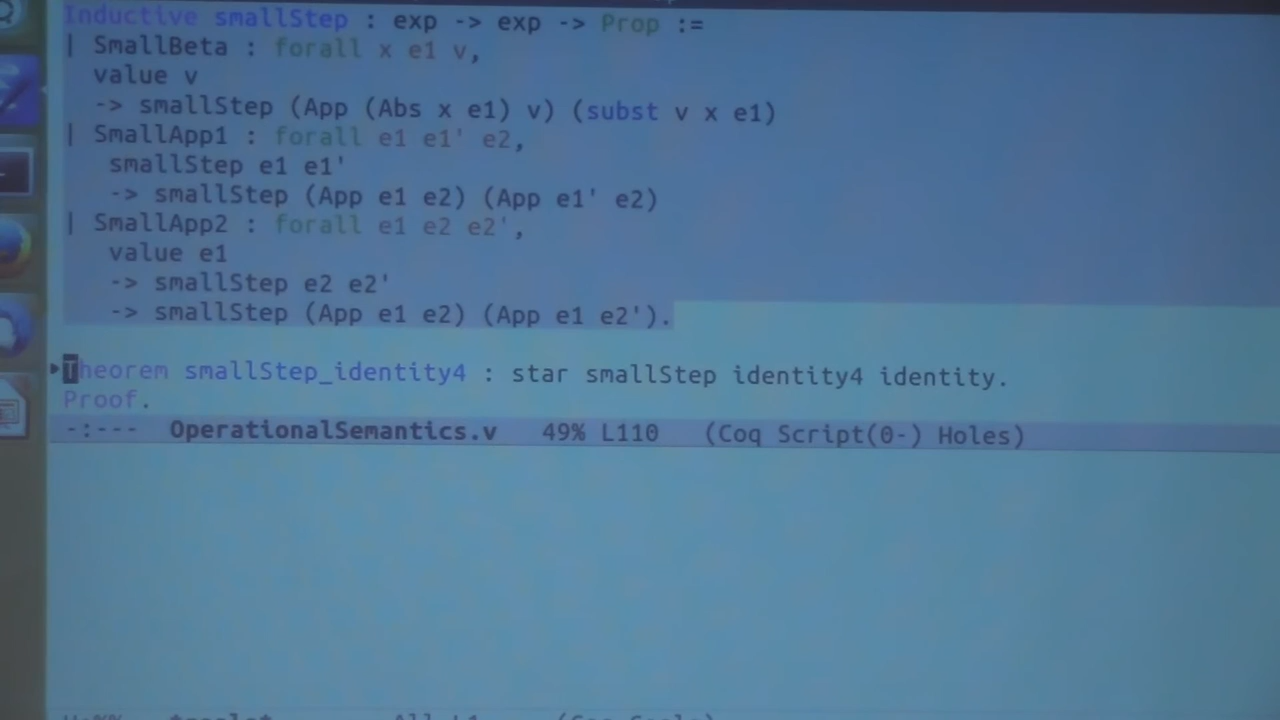 Inductive smallStep : exp -> exp -> Prop :=
| SmallBeta : forall x e1 v,
value v
-> smallStep (App (Abs x e1) v) (subst v x e1)
| SmallApp1 : forall e1 e1' e2,
smallStep e1 e1'
-> smallStep (App e1 e2) (App e1' e2)
| SmallApp2 : forall e1 e2 e2',
value e1
-> smallStep e2 e2'
-> smallStep (App e1 e2) (App e1 e2').
Theorem smallStep_identity4 : star smallStep identity4 identity.
Proof.
-:--- OperationalSemantics.v 49% L110 (Coq Script(0-) Holes)